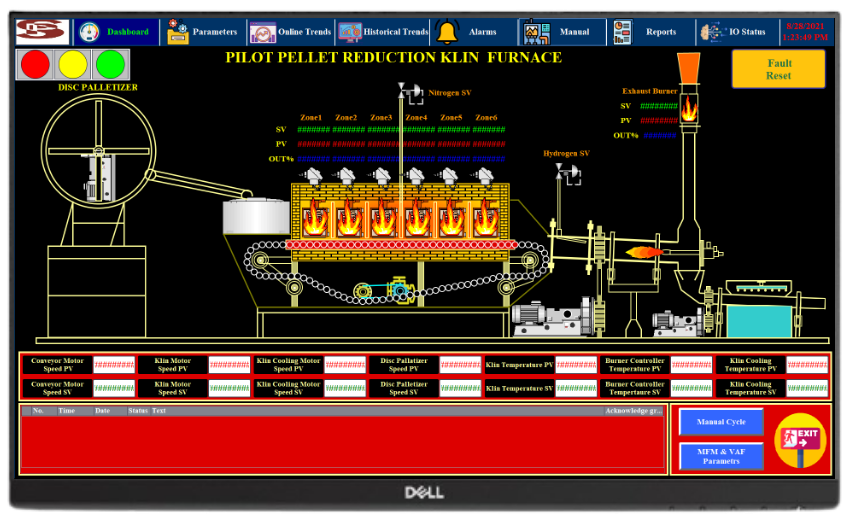 Dashboard
Parameters
Online Trends
Historical Trends
Alarms
Manual
Reports
IO Status
8/28/2021
1:23:49 PM
PILOT PELLET REDUCTION KLIN FURNACE
Fault
Reset
DISC PALLETIZER
Nitrogen SV
Exhaust Burner
SV ########
PV ########
OUT% #######
Zone1 Zone2 Zone3 Zone4 Zone5 Zone6
SV ####### ####### ####### ####### ####### #######
PV ####### ####### ####### ####### ####### #######
OUT% ####### ####### ####### ####### ####### #######
Hydrogen SV
Conveyor Motor
Speed PV
#########
Klin Motor
Speed PV
#########
Klin Cooling Motor
Speed PV
#########
Disc Pallatizer
Speed PV
#########
Klin Temperature PV
#########
Burner Controller
Temperature PV
#########
Klin Cooling
Temperature PV
#########
Conveyor Motor
Speed SV
#########
Klin Motor
Speed SV
#########
Klin Cooling Motor
Speed SV
#########
Disc Palletizer
Speed SV
#########
Klin Temperature SV
#########
Burner Controller
Tempertaure SV
#########
Klin Cooling
Temperature SV
#########
No. Time Date Status Text Acknowledge gr...
Manual Cycle
MFM & VAF
Parametrs
EXIT
DELL